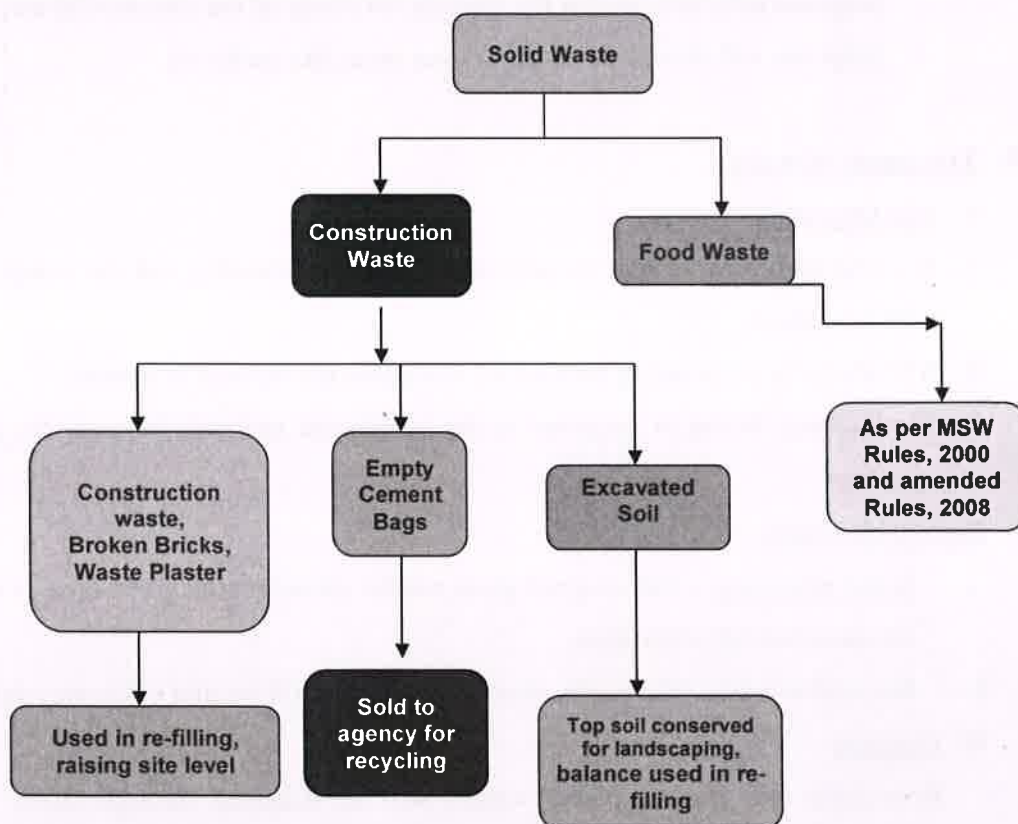 Solid Waste
Construction
Waste
Food Waste
Construction
waste,
Broken Bricks,
Waste Plaster
Empty
Cement
Bags
Excavated
Soil
As per MSW
Rules, 2000
and amended
Rules, 2008
Used in re-filling,
raising site level
Sold to
agency for
recycling
Top soil conserved
for landscaping,
balance used in re-
filling